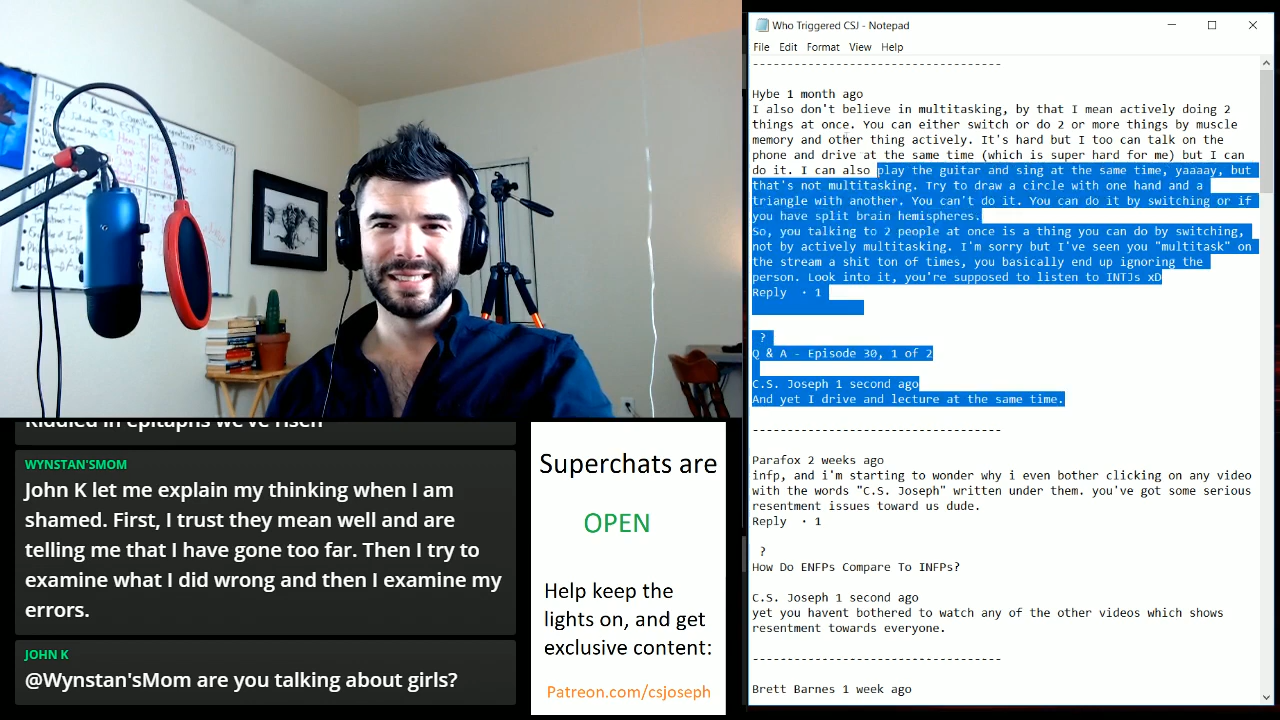 Who Triggered CSJ - Notepad
File Edit Format View Help
------------------------------------
Hybe 1 month ago
I also don't believe in multitasking, by that I mean actively doing 2
things at once. You can either switch or do 2 or more things by muscle
memory and other thing actively. It's hard but I too can talk on the
phone and drive at the same time (which is super hard for me) but I can
do it. I can also play the guitar and sing at the same time, yaaaay, but
that's not multitasking. Try to draw a circle with one hand and a
triangle with another. You can't do it. You can do it by switching or if
you have split brain hemispheres.
So, you talking to 2 people at once is a thing you can do by switching,
not by actively multitasking. I'm sorry but I've seen you "multitask" on
the stream a shit ton of times, you basically end up ignoring the
person. Look into it, you're supposed to listen to INTJs xD
Reply · 1
?
Q & A - Episode 30, 1 of 2
C.S. Joseph 1 second ago
And yet I drive and lecture at the same time.
------------------------------------
Parafox 2 weeks ago
infp, and i'm starting to wonder why i even bother clicking on any video
with the words "C.S. Joseph" written under them. you've got some serious
resentment issues toward us dude.
Reply · 1
?
How Do ENFPs Compare To INFPs?
C.S. Joseph 1 second ago
yet you havent bothered to watch any of the other videos which shows
resentment towards everyone.
------------------------------------
Brett Barnes 1 week ago
Riddled in epitaphs we've risen
WYNSTAN'SMOM
John K let me explain my thinking when I am
shamed. First, I trust they mean well and are
telling me that I have gone too far. Then I try to
examine what I did wrong and then I examine my
errors.
JOHN K
@Wynstan'sMom are you talking about girls?
Superchats are
OPEN
Help keep the
lights on, and get
exclusive content:
Patreon.com/csjoseph